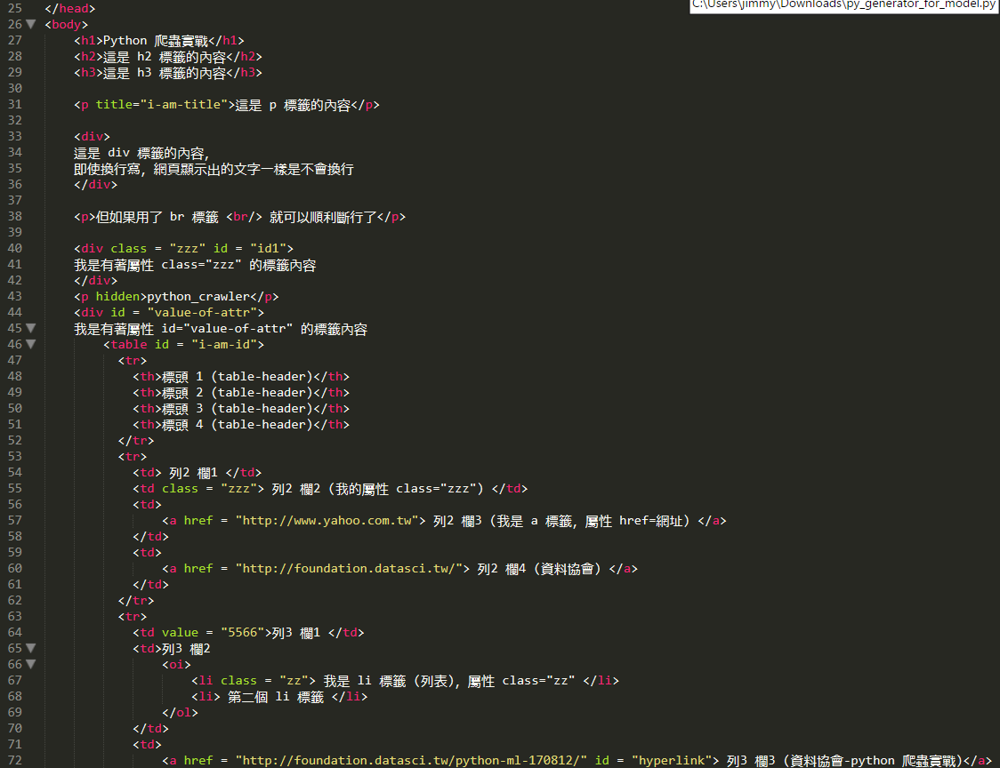 C:\Users\jimmy\Downloads\py_generator_for_model.py
25 </head>
26 <body>
27 <h1>Python 爬蟲實戰</h1>
28 <h2>這是 h2 標籤的內容</h2>
29 <h3>這是 h3 標籤的內容</h3>
30
31 <p title="i-am-title">這是 p 標籤的內容</p>
32
33 <div>
34 這是 div 標籤的內容,
35 即使換行寫, 網頁顯示出的文字一樣是不會換行
36 </div>
37
38 <p>但如果用了 br 標籤 <br/> 就可以順利斷行了</p>
39
40 <div class = "zzz" id = "id1">
41 我是有著屬性 class="zzz" 的標籤內容
42 </div>
43 <p hidden>python_crawler</p>
44 <div id = "value-of-attr">
45 我是有著屬性 id="value-of-attr" 的標籤內容
46 <table id = "i-am-id">
47 <tr>
48 <th>標頭 1 (table-header)</th>
49 <th>標頭 2 (table-header)</th>
50 <th>標頭 3 (table-header)</th>
51 <th>標頭 4 (table-header)</th>
52 </tr>
53 <tr>
54 <td> 列2 欄1 </td>
55 <td class = "zzz"> 列2 欄2 (我的屬性 class="zzz") </td>
56 <td>
57 <a href = "http://www.yahoo.com.tw"> 列2 欄3 (我是 a 標籤, 屬性 href=網址) </a>
58 </td>
59 <td>
60 <a href = "http://foundation.datasci.tw/"> 列2 欄4 (資料協會) </a>
61 </td>
62 </tr>
63 <tr>
64 <td value = "5566">列3 欄1 </td>
65 <td>列3 欄2
66 <oi>
67 <li class = "zz"> 我是 li 標籤 (列表), 屬性 class="zz" </li>
68 <li> 第二個 li 標籤 </li>
69 </ol>
70 </td>
71 <td>
72 <a href = "http://foundation.datasci.tw/python-ml-170812/" id = "hyperlink"> 列3 欄3 (資料協會-python 爬蟲實戰)</a>